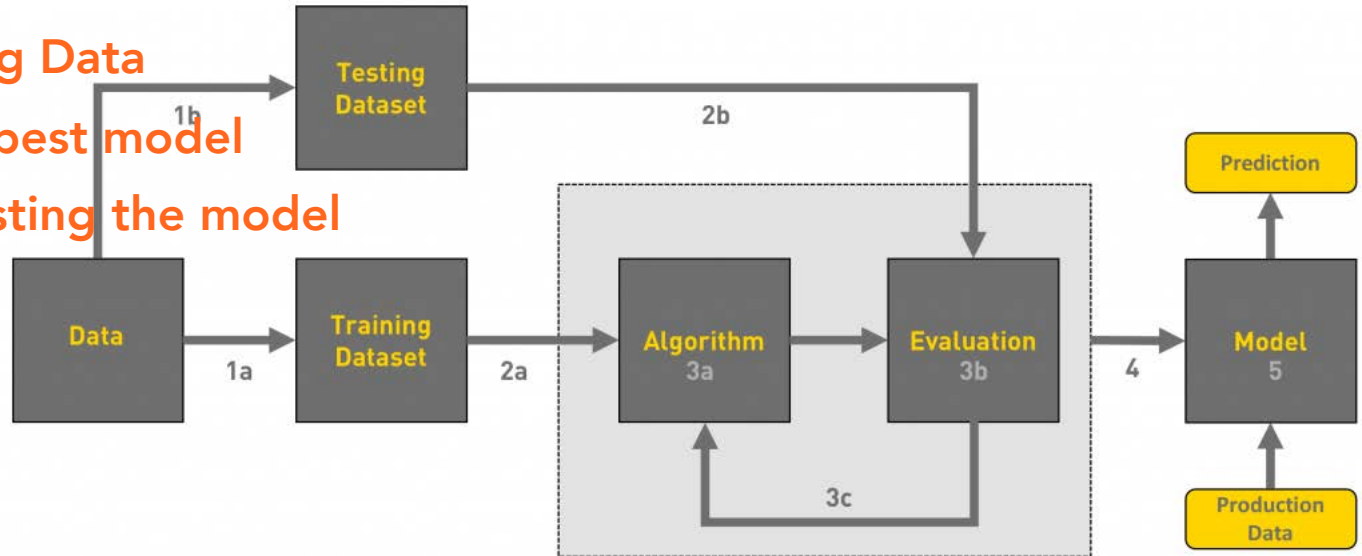 g Data
best model
sting the model
Testing
Dataset
1b
2b
Prediction
Data
1a
Training
Dataset
2a
Algorithm
3a
Evaluation
3b
4
Model
5
3c
Production
Data